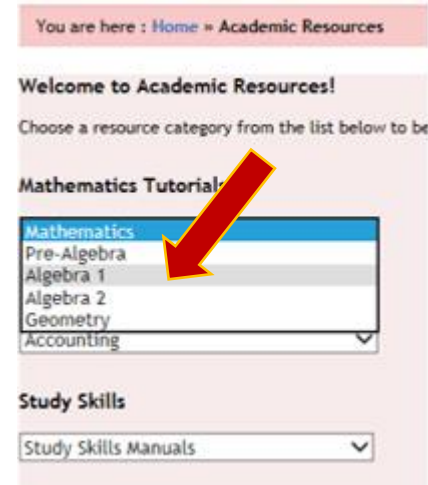 You are here : Home » Academic Resources
Welcome to Academic Resources!
Choose a resource category from the list below to be
Mathematics Tutorials
Mathematics
Pre-Algebra
Algebra 1
Algebra 2
Geometry
Accounting
Study Skills
Study Skills Manuals